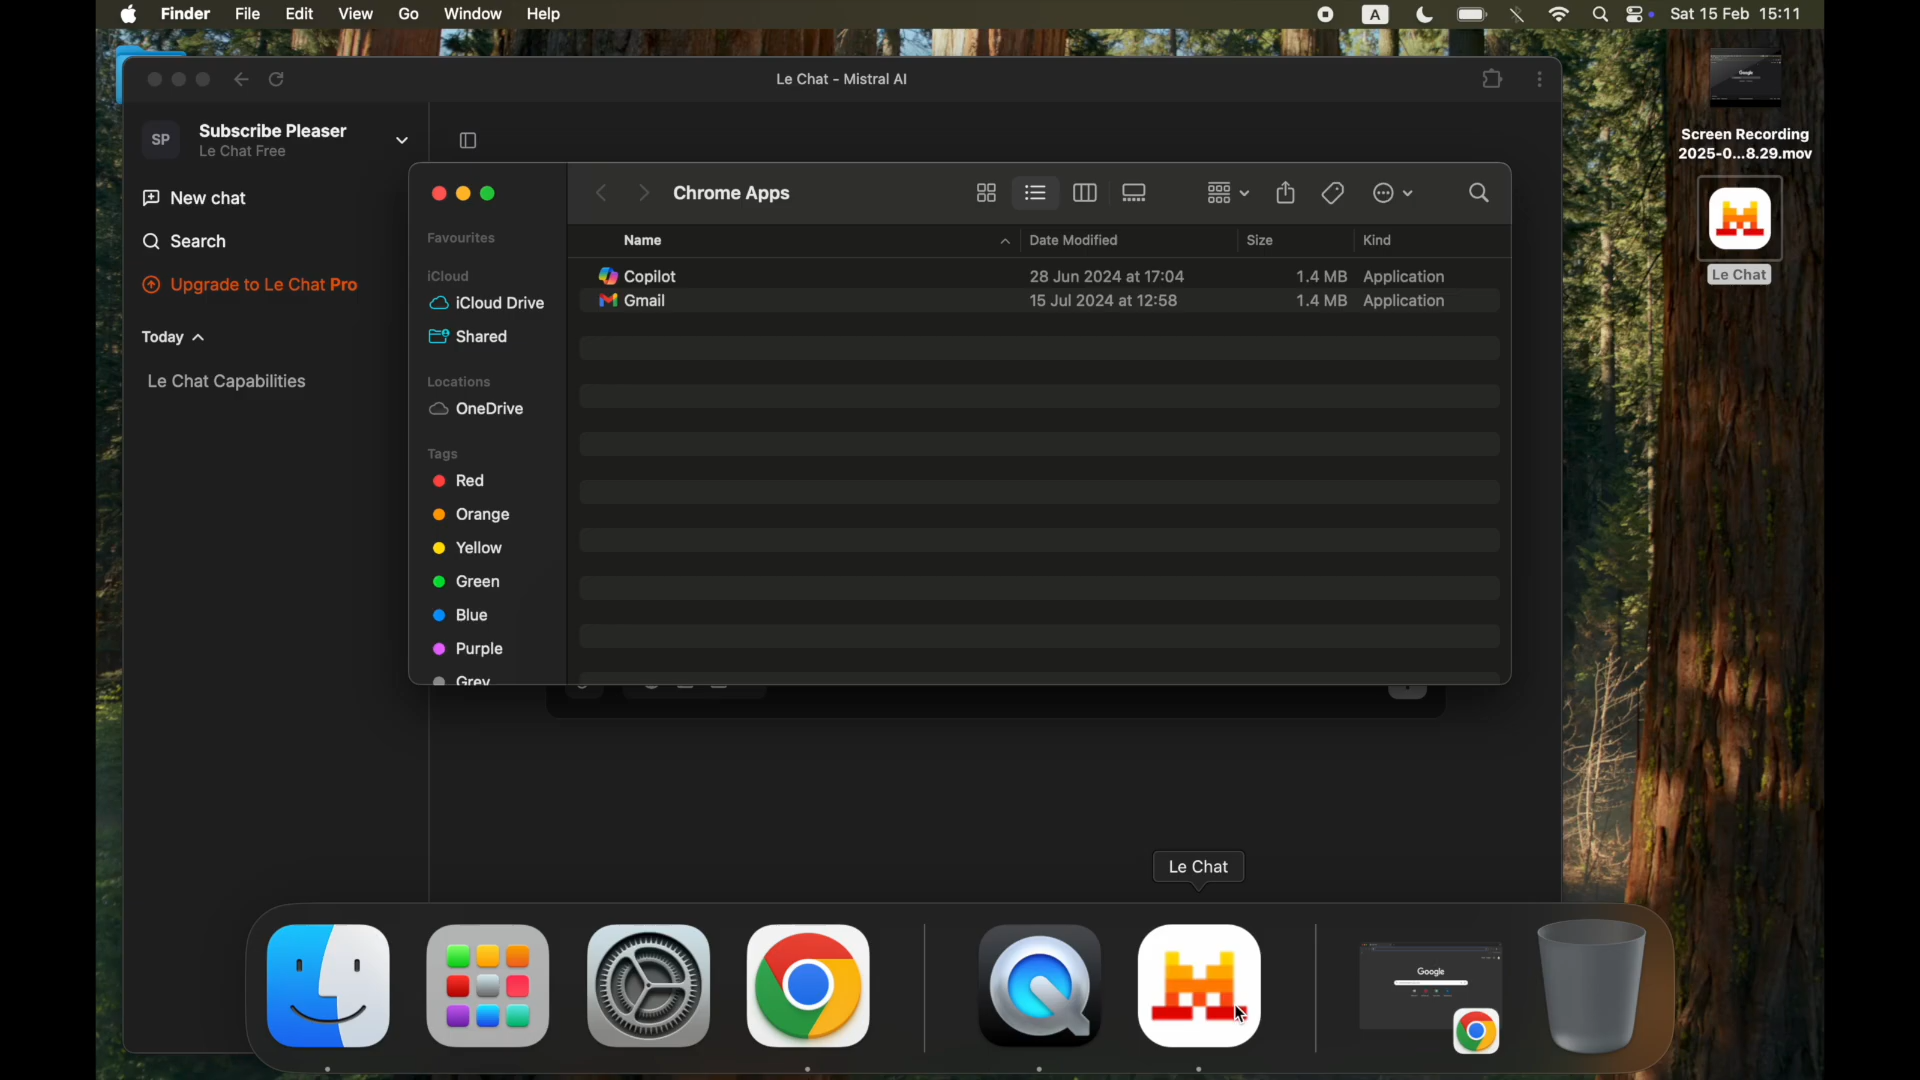 Finder File Edit View Go Window Help
A Sat 15 Feb 15:11
Le Chat - Mistral AI
SP
Subscribe Pleaser
Le Chat Free
New chat
Search
Upgrade to Le Chat Pro
Today
Le Chat Capabilities
Chrome Apps
Favourites
iCloud
iCloud Drive
Shared
Locations
OneDrive
Tags
Red
Orange
Yellow
Green
Blue
Purple
Grey
Name Date Modified Size Kind
Copilot 28 Jun 2024 at 17:04 1.4 MB Application
Gmail 15 Jul 2024 at 12:58 1.4 MB Application
Screen Recording
2025-0...8.29.mov
Le Chat
Le Chat
Google